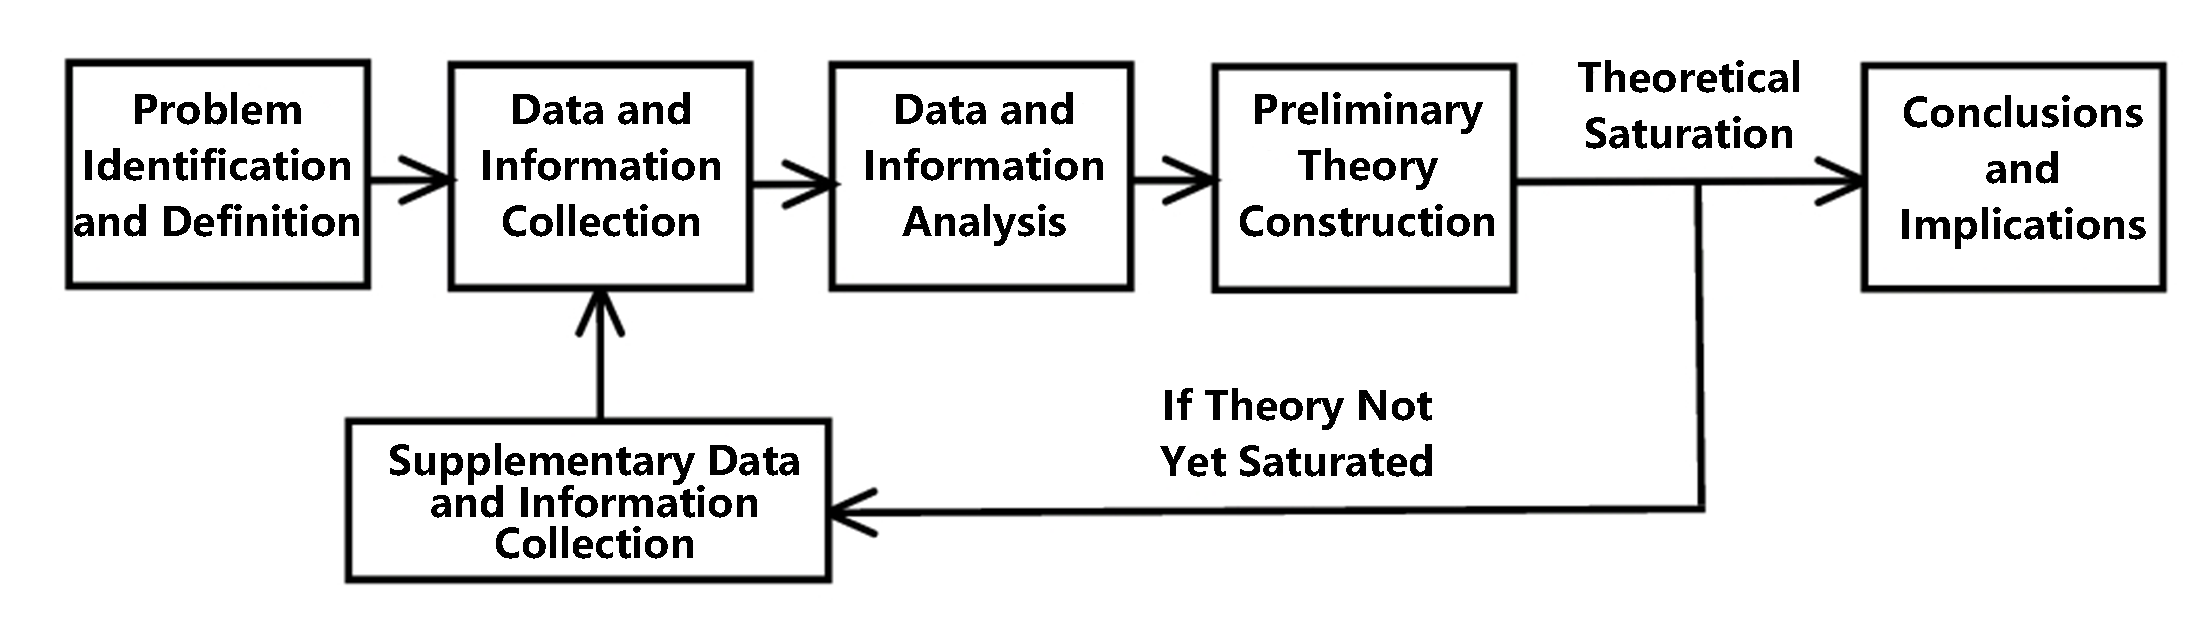 Problem
Identification
and Definition
Data and
Information
Collection
Data and
Information
Analysis
Preliminary
Theory
Construction
Theoretical
Saturation
Conclusions
and
Implications
If Theory Not
Yet Saturated
Supplementary Data
and Information
Collection